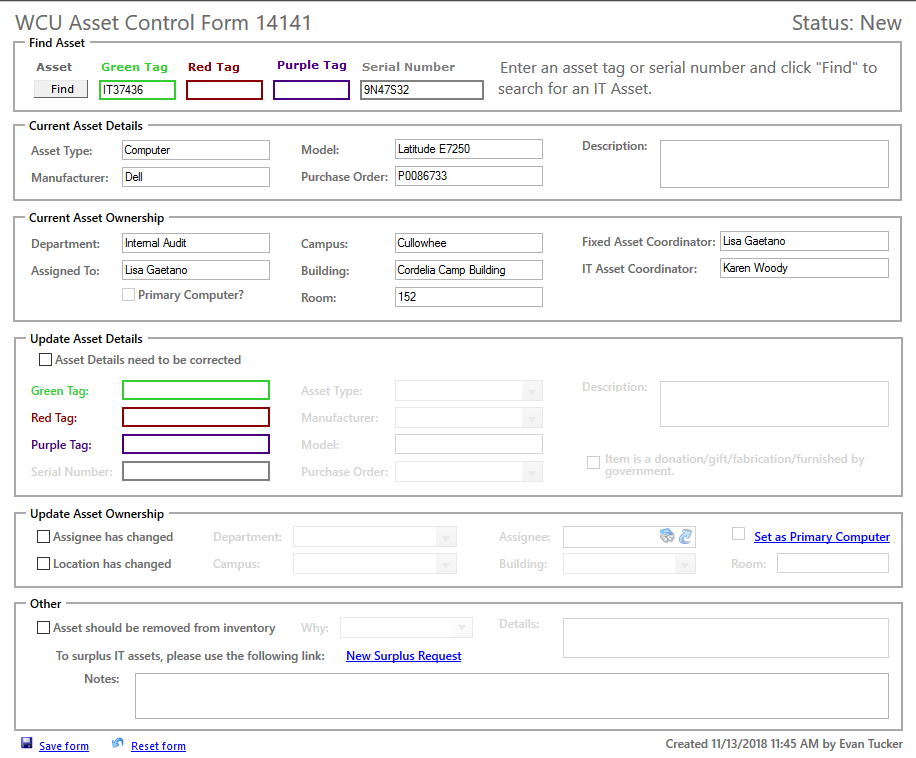 WCU Asset Control Form 14141
Status: New
Find Asset
Asset Green Tag Red Tag Purple Tag Serial Number
Find IT37436 9N47S32
Enter an asset tag or serial number and click "Find" to
search for an IT Asset.
Current Asset Details
Asset Type: Computer Model: Latitude E7250 Description:
Manufacturer: Dell Purchase Order: P0086733
Current Asset Ownership
Department: Internal Audit Campus: Cullowhee Fixed Asset Coordinator: Lisa Gaetano
Assigned To: Lisa Gaetano Building: Cordelia Camp Building IT Asset Coordinator: Karen Woody
Primary Computer? Room: 152
Update Asset Details
Asset Details need to be corrected
Green Tag: Asset Type: Description:
Red Tag: Manufacturer:
Purple Tag: Model:
Serial Number: Purchase Order: Item is a donation/gift/fabrication/furnished by
government.
Update Asset Ownership
Assignee has changed Department: Assignee: Set as Primary Computer
Location has changed Campus: Building: Room:
Other
Asset should be removed from inventory Why: Details:
To surplus IT assets, please use the following link: New Surplus Request
Notes:
Save form Reset form Created 11/13/2018 11:45 AM by Evan Tucker